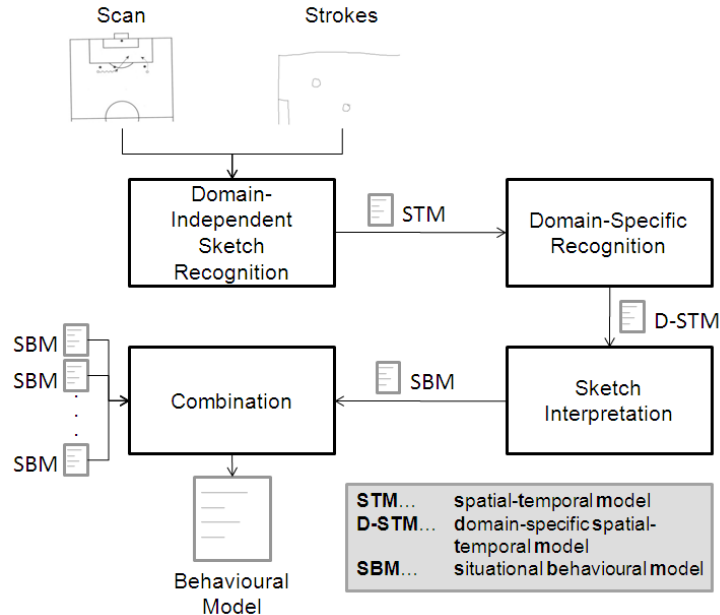 Scan
Strokes
Domain-
Independent
Sketch
Recognition
STM
Domain-Specific
Recognition
D-STM
SBM
SBM
.
.
.
SBM
Combination
SBM
Sketch
Interpretation
Behavioural
Model
STM... spatial-temporal model
D-STM... domain-specific spatial-
temporal model
SBM... situational behavioural model